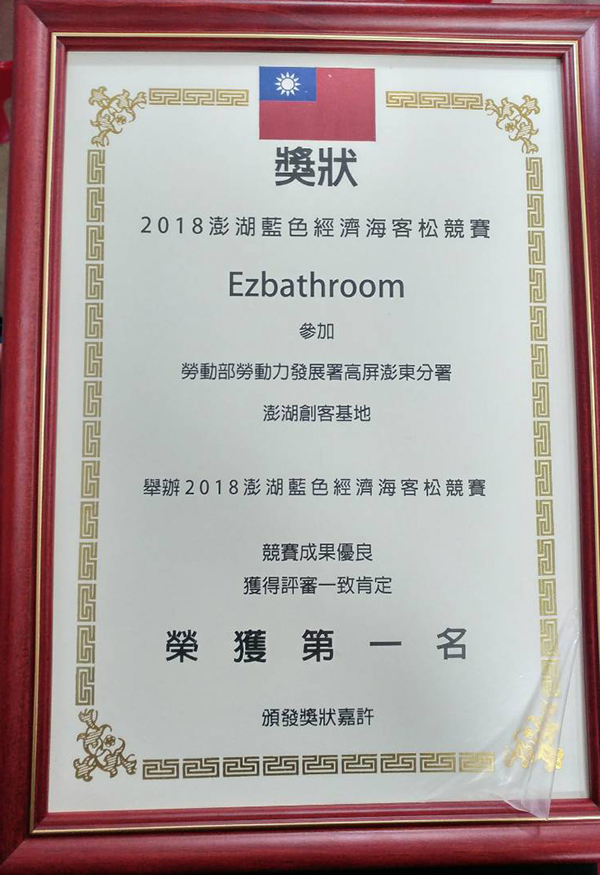 獎狀
2018澎湖藍色經濟海客松競賽
Ezbathroom
參加
勞動部勞動力發展署高屏澎東分署
澎湖創客基地
舉辦2018澎湖藍色經濟海客松競賽
競賽成果優良
獲得評審一致肯定
榮獲第一名
頒發獎狀嘉許